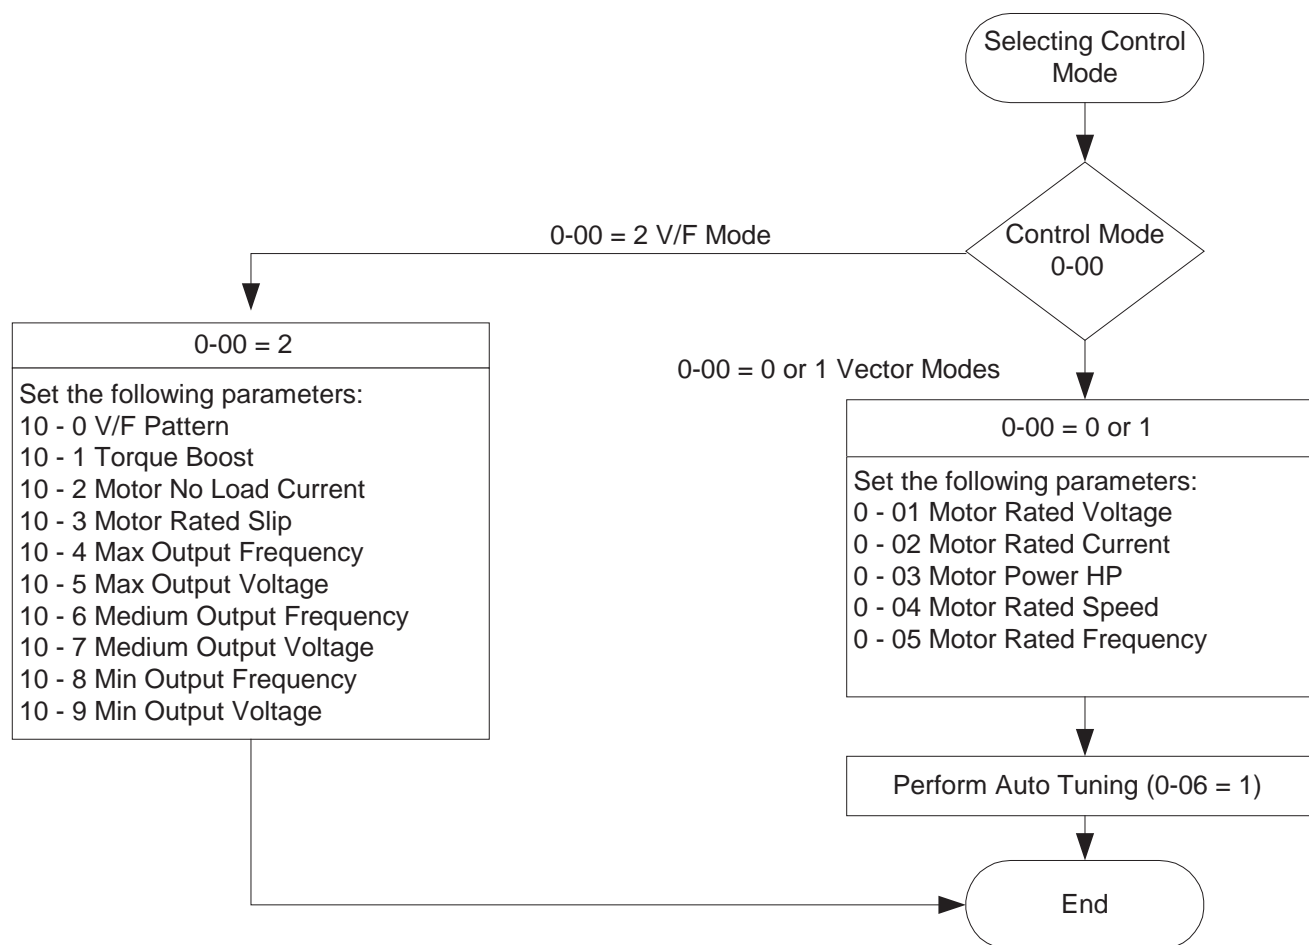 Selecting Control
Mode
Control Mode
0-00
0-00 = 2 V/F Mode
0-00 = 2
Set the following parameters:
10 - 0 V/F Pattern
10 - 1 Torque Boost
10 - 2 Motor No Load Current
10 - 3 Motor Rated Slip
10 - 4 Max Output Frequency
10 - 5 Max Output Voltage
10 - 6 Medium Output Frequency
10 - 7 Medium Output Voltage
10 - 8 Min Output Frequency
10 - 9 Min Output Voltage
0-00 = 0 or 1 Vector Modes
0-00 = 0 or 1
Set the following parameters:
0 - 01 Motor Rated Voltage
0 - 02 Motor Rated Current
0 - 03 Motor Power HP
0 - 04 Motor Rated Speed
0 - 05 Motor Rated Frequency
Perform Auto Tuning (0-06 = 1)
End